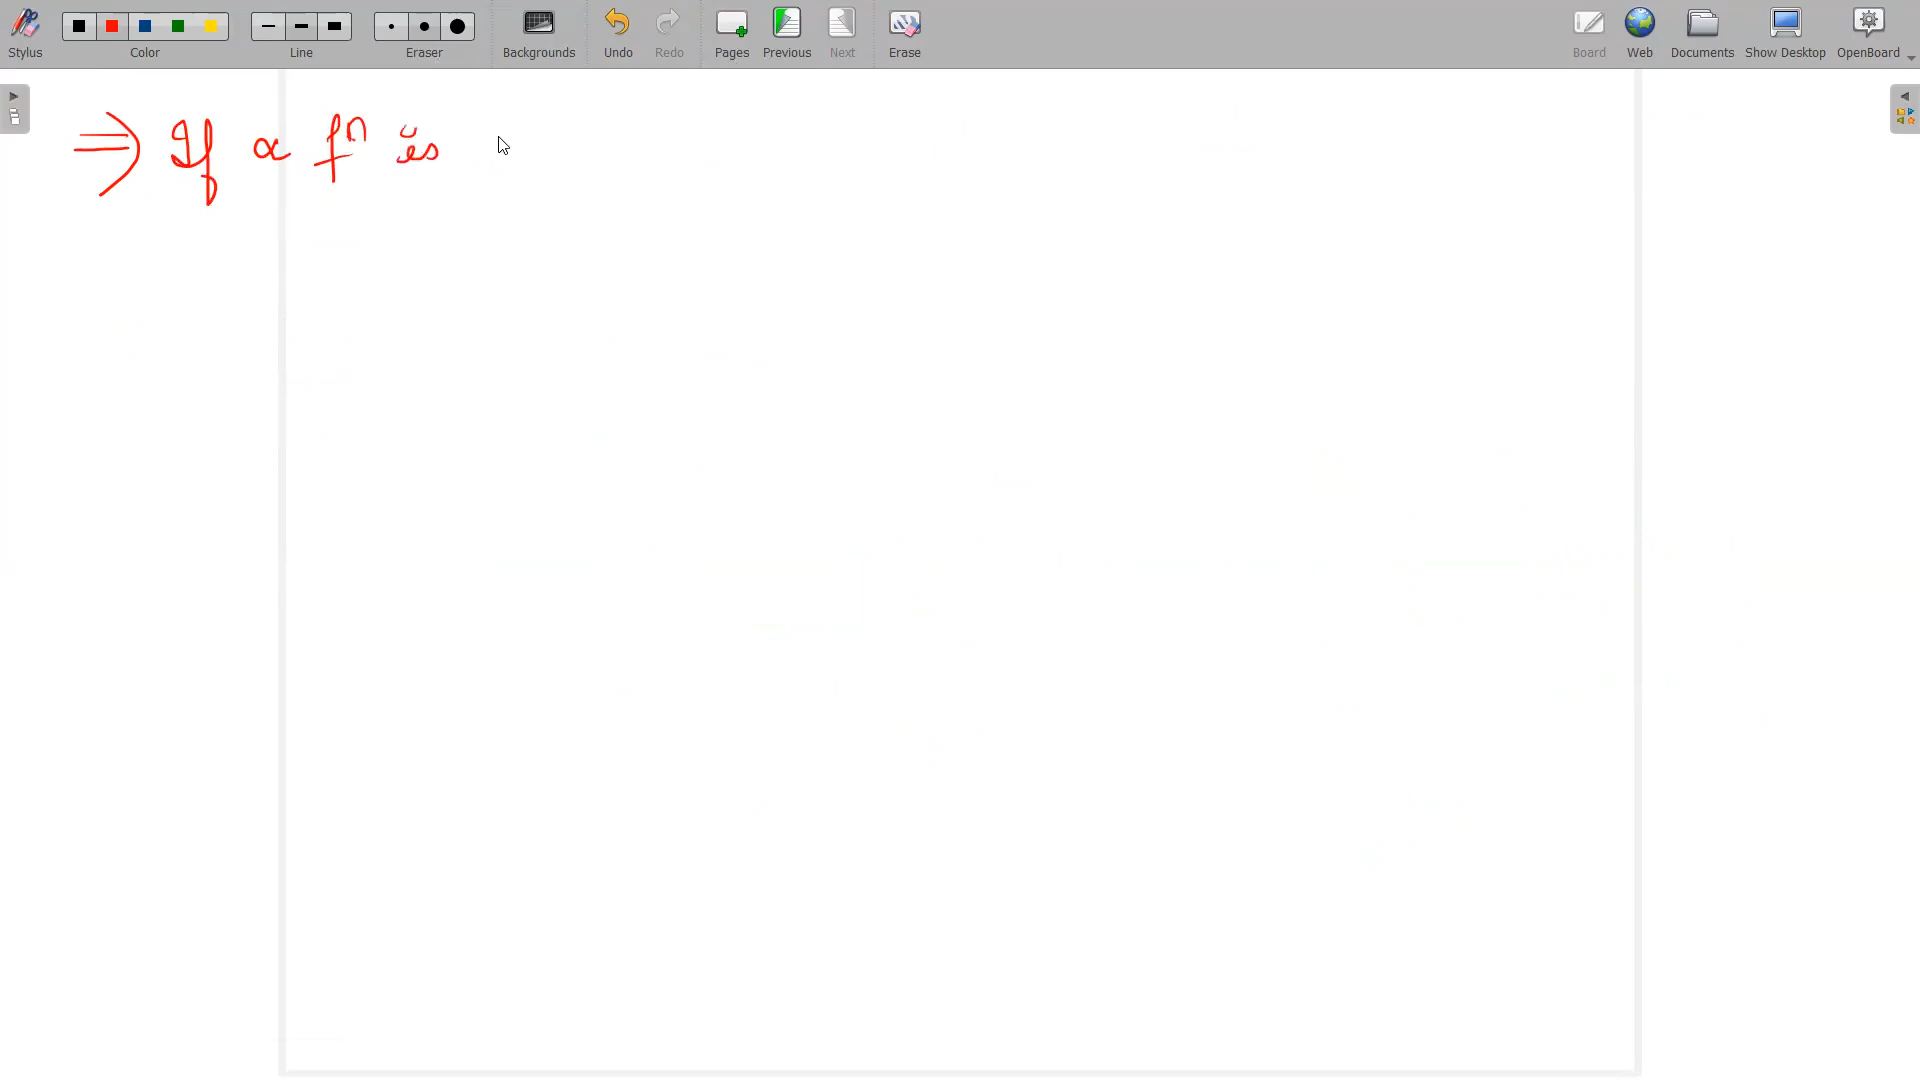 Stylus Color Line Eraser Backgrounds Undo Redo Pages Previous Next Erase Board Web Documents Show Desktop OpenBoard
⇒ If a fⁿ is